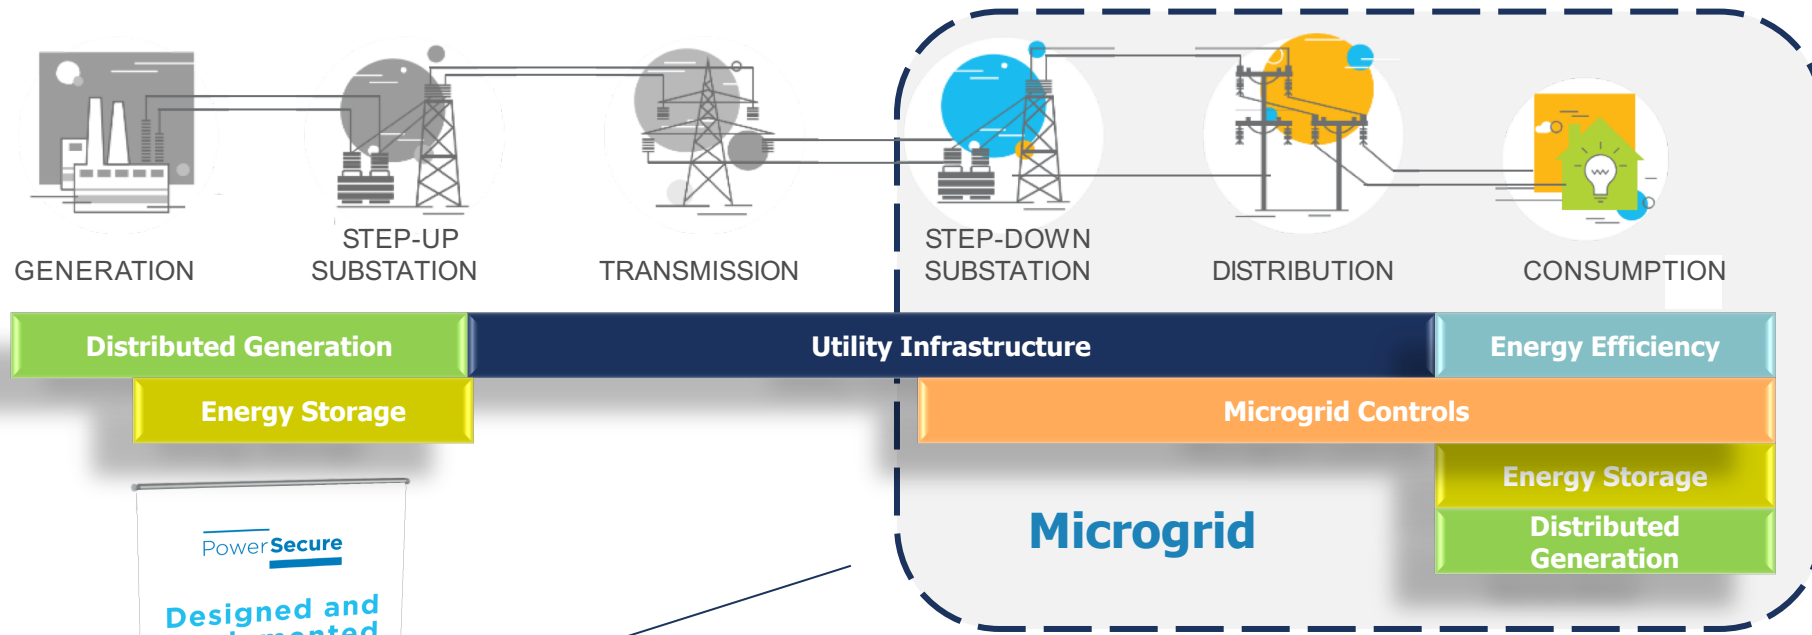 STEP-UP
STEP-DOWN
GENERATION
SUBSTATION
TRANSMISSION
SUBSTATION
DISTRIBUTION
CONSUMPTION
Distributed Generation
Utility Infrastructure
Energy Efficiency
Energy Storage
Microgrid Controls
Energy Storage
Microgrid
Distributed
Generation
PowerSecure
Designed and